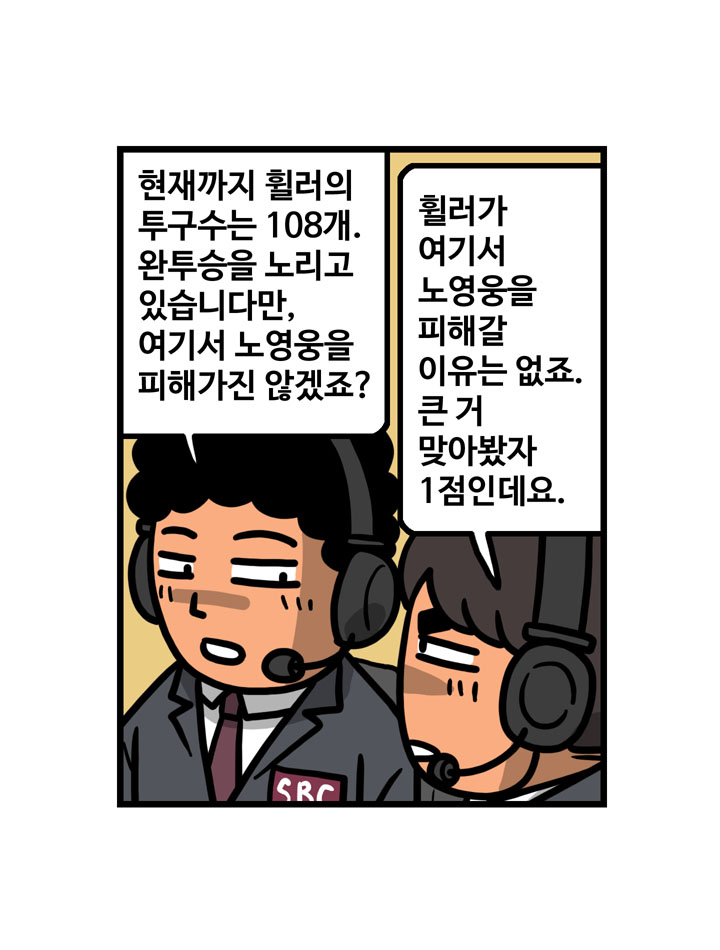 현재까지 휠러의
투구수는 108개.
완투승을 노리고
있습니다만,
여기서 노영웅을
피해가진 않겠죠?
휠러가
여기서
노영웅을
피해갈
이유는 없죠.
큰 거
맞아봤자
1점인데요.
SBC